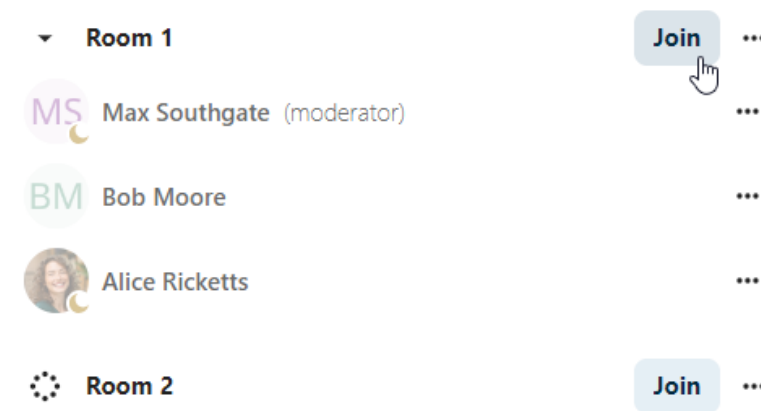 Room 1 Join
MS Max Southgate (moderator)
BM Bob Moore
Alice Ricketts
Room 2 Join